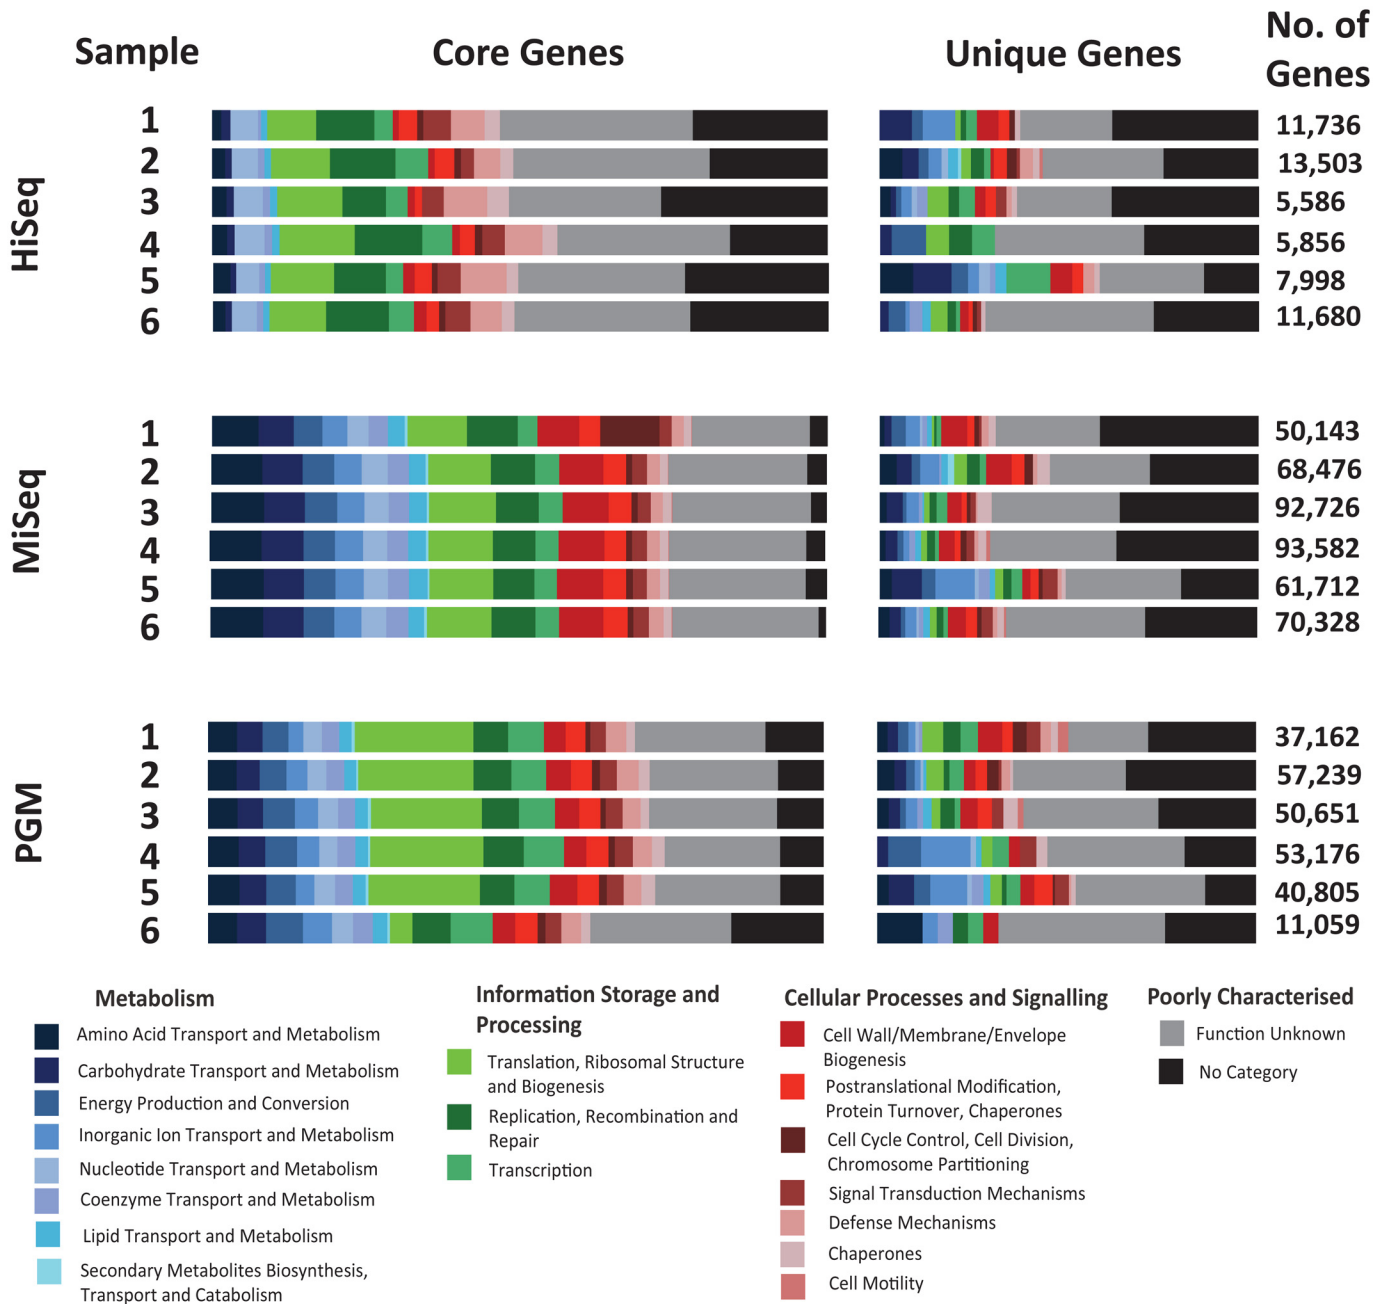 Sample
Core Genes
Unique Genes
No. of
Genes
HiSeq
1
11,736
2
13,503
3
5,586
4
5,856
5
7,998
6
11,680
MiSeq
1
50,143
2
68,476
3
92,726
4
93,582
5
61,712
6
70,328
PGM
1
37,162
2
57,239
3
50,651
4
53,176
5
40,805
6
11,059
Metabolism
Amino Acid Transport and Metabolism
Carbohydrate Transport and Metabolism
Energy Production and Conversion
Inorganic Ion Transport and Metabolism
Nucleotide Transport and Metabolism
Coenzyme Transport and Metabolism
Lipid Transport and Metabolism
Secondary Metabolites Biosynthesis,
Transport and Catabolism
Information Storage and
Processing
Translation, Ribosomal Structure
and Biogenesis
Replication, Recombination and
Repair
Transcription
Cellular Processes and Signalling
Cell Wall/Membrane/Envelope
Biogenesis
Postranslational Modification,
Protein Turnover, Chaperones
Cell Cycle Control, Cell Division,
Chromosome Partitioning
Signal Transduction Mechanisms
Defense Mechanisms
Chaperones
Cell Motility
Poorly Characterised
Function Unknown
No Category